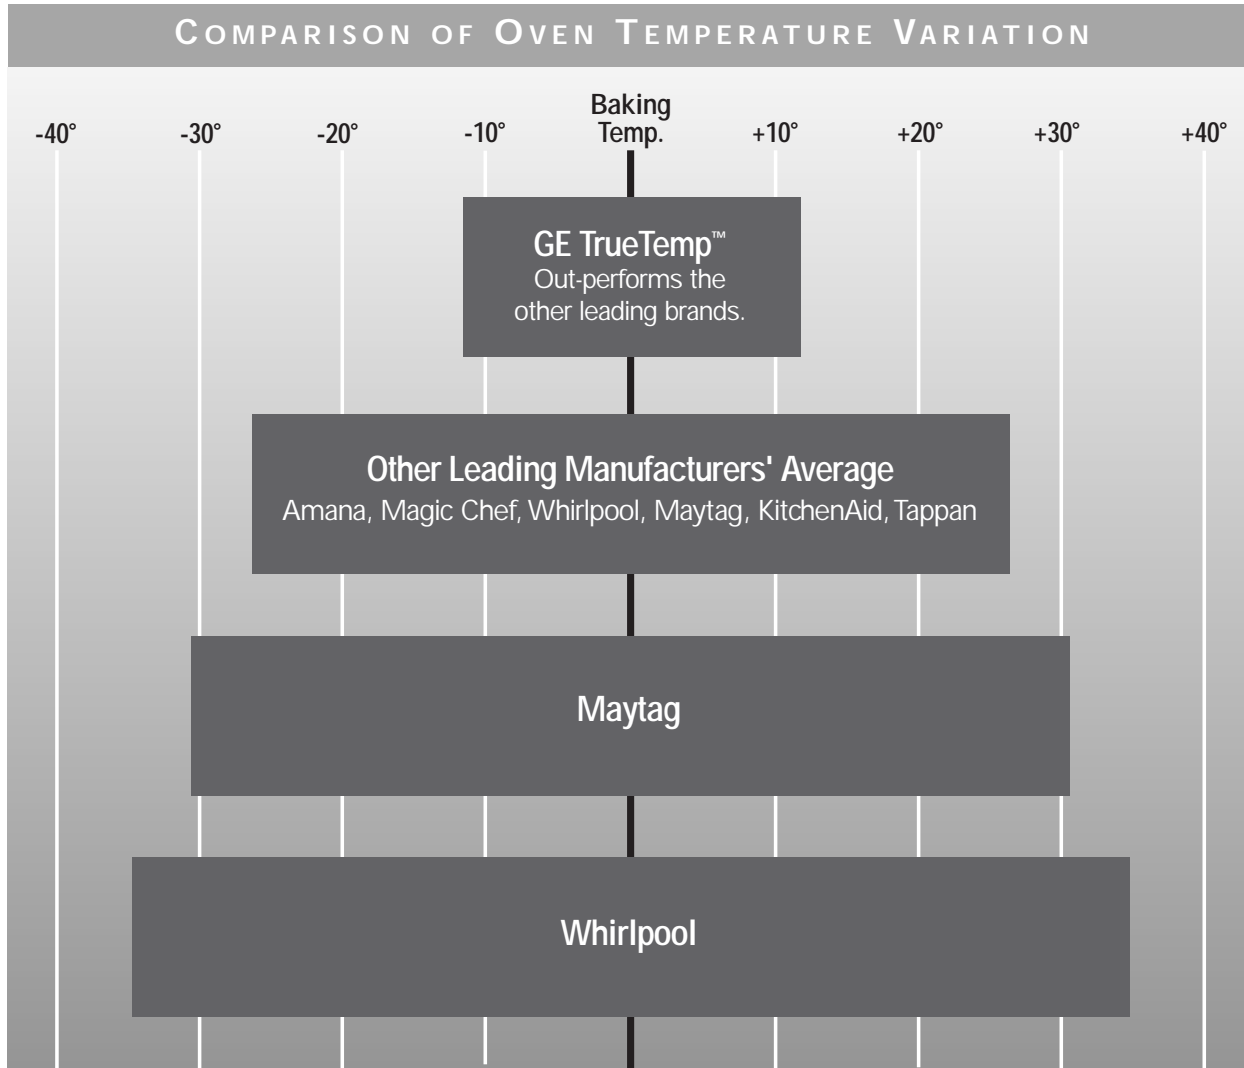 COMPARISON OF OVEN TEMPERATURE VARIATION
-40° -30° -20° -10° Baking Temp. +10° +20° +30° +40°
GE TrueTemp™
Out-performs the
other leading brands.
Other Leading Manufacturers' Average
Amana, Magic Chef, Whirlpool, Maytag, KitchenAid, Tappan
Maytag
Whirlpool